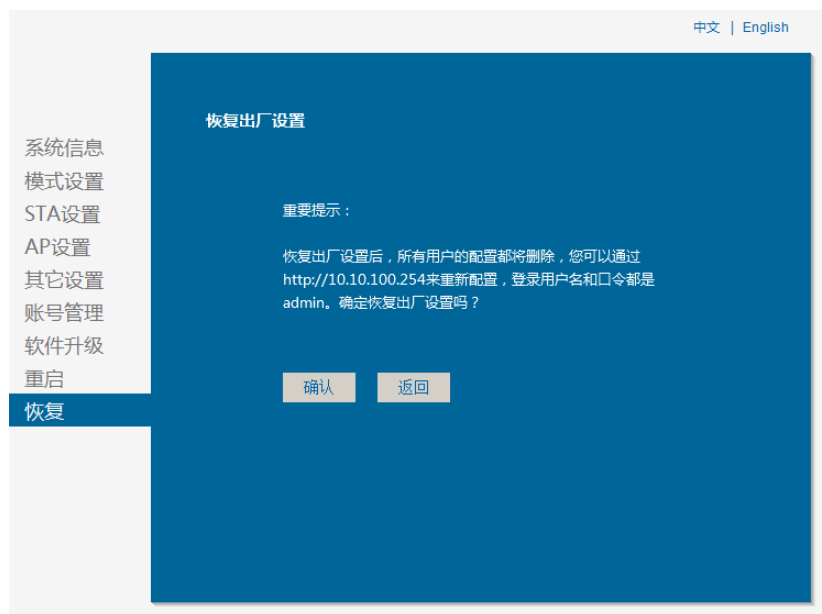 中文 | English
恢复出厂设置
系统信息
模式设置
STA设置
AP设置
其它设置
账号管理
软件升级
重启
恢复
重要提示：
恢复出厂设置后，所有用户的配置都将删除，您可以通过
http://10.10.100.254来重新配置，登录用户名和口令都是
admin。确定恢复出厂设置吗？
确认 返回